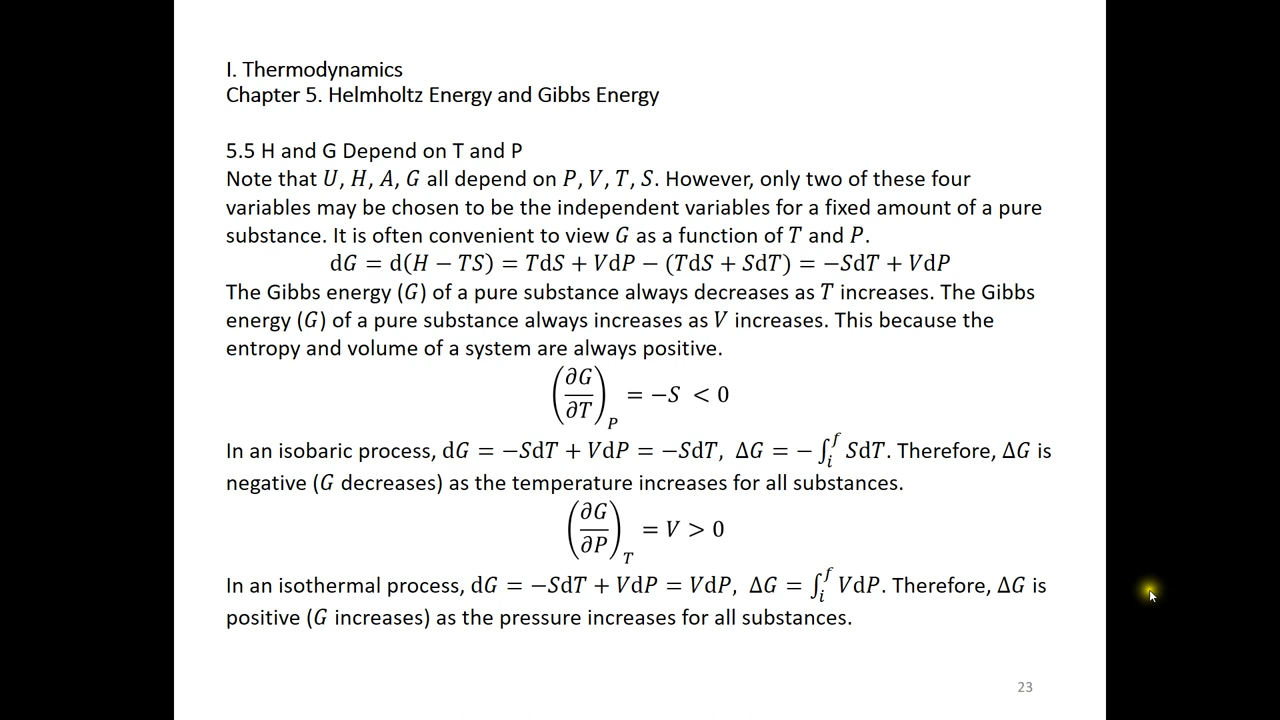 I. Thermodynamics
Chapter 5. Helmholtz Energy and Gibbs Energy
5.5 H and G Depend on T and P
Note that 𝑈, 𝐻, 𝐴, 𝐺 all depend on 𝑃, 𝑉, 𝑇, 𝑆. However, only two of these four
variables may be chosen to be the independent variables for a fixed amount of a pure
substance. It is often convenient to view 𝐺 as a function of 𝑇 and 𝑃.
d𝐺 = d(𝐻 − 𝑇𝑆) = 𝑇d𝑆 + 𝑉d𝑃 − (𝑇d𝑆 + 𝑆d𝑇) = −𝑆d𝑇 + 𝑉d𝑃
The Gibbs energy (𝐺) of a pure substance always decreases as 𝑇 increases. The Gibbs
energy (𝐺) of a pure substance always increases as 𝑉 increases. This because the
entropy and volume of a system are always positive.
(∂𝐺/∂𝑇)_𝑃 = −𝑆 < 0
In an isobaric process, d𝐺 = −𝑆d𝑇 + 𝑉d𝑃 = −𝑆d𝑇, Δ𝐺 = − ∫_𝑖^𝑓 𝑆d𝑇. Therefore, Δ𝐺 is
negative (𝐺 decreases) as the temperature increases for all substances.
(∂𝐺/∂𝑃)_𝑇 = 𝑉 > 0
In an isothermal process, d𝐺 = −𝑆d𝑇 + 𝑉d𝑃 = 𝑉d𝑃, Δ𝐺 = ∫_𝑖^𝑓 𝑉d𝑃. Therefore, Δ𝐺 is
positive (𝐺 increases) as the pressure increases for all substances.
23